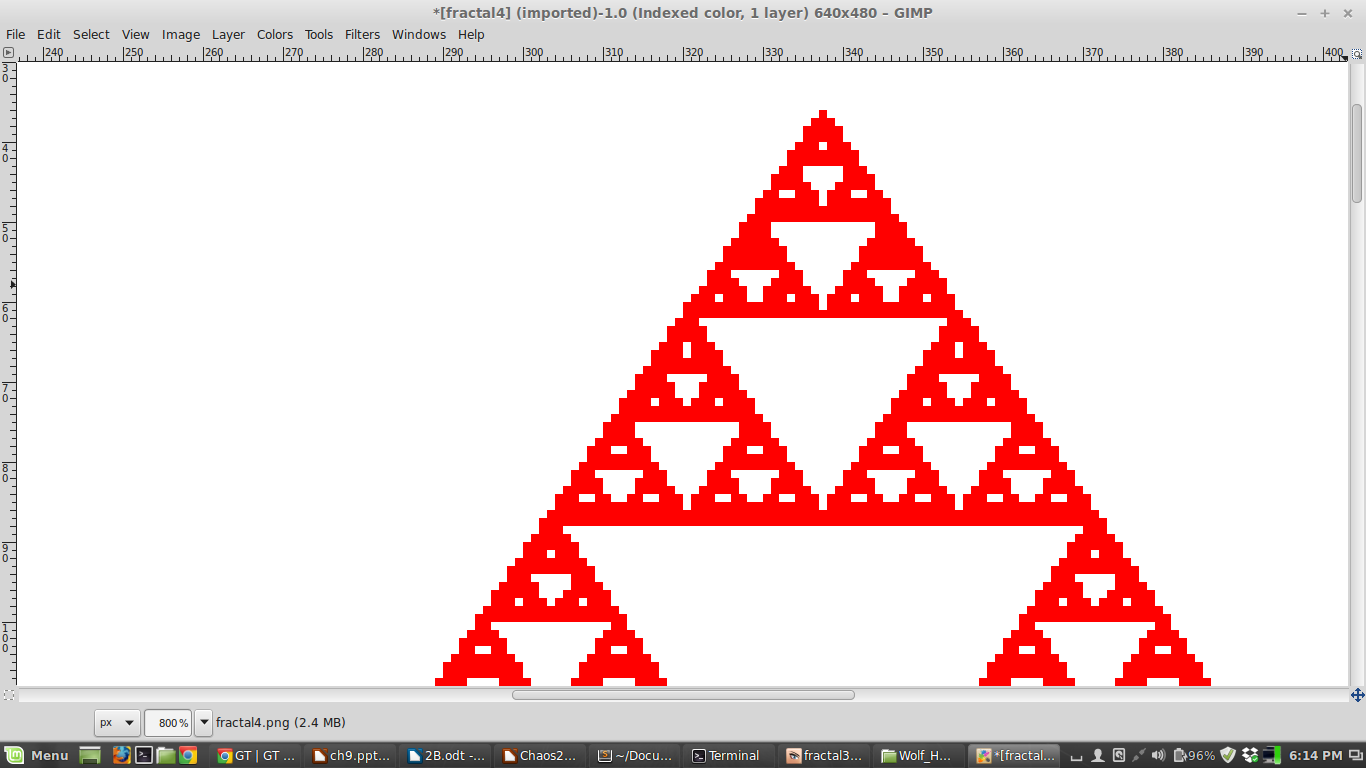 *[fractal4] (imported)-1.0 (Indexed color, 1 layer) 640x480 – GIMP
File Edit Select View Image Layer Colors Tools Filters Windows Help
240 250 260 270 280 290 300 310 320 330 340 350 360 370 380 390 400
30
40
50
60
70
80
90
100
px 800% fractal4.png (2.4 MB)
Menu GT | GT ... ch9.ppt... 2B.odt -... Chaos2... ~/Docu... Terminal fractal3... Wolf_H... *[fractal... 96% 6:14 PM